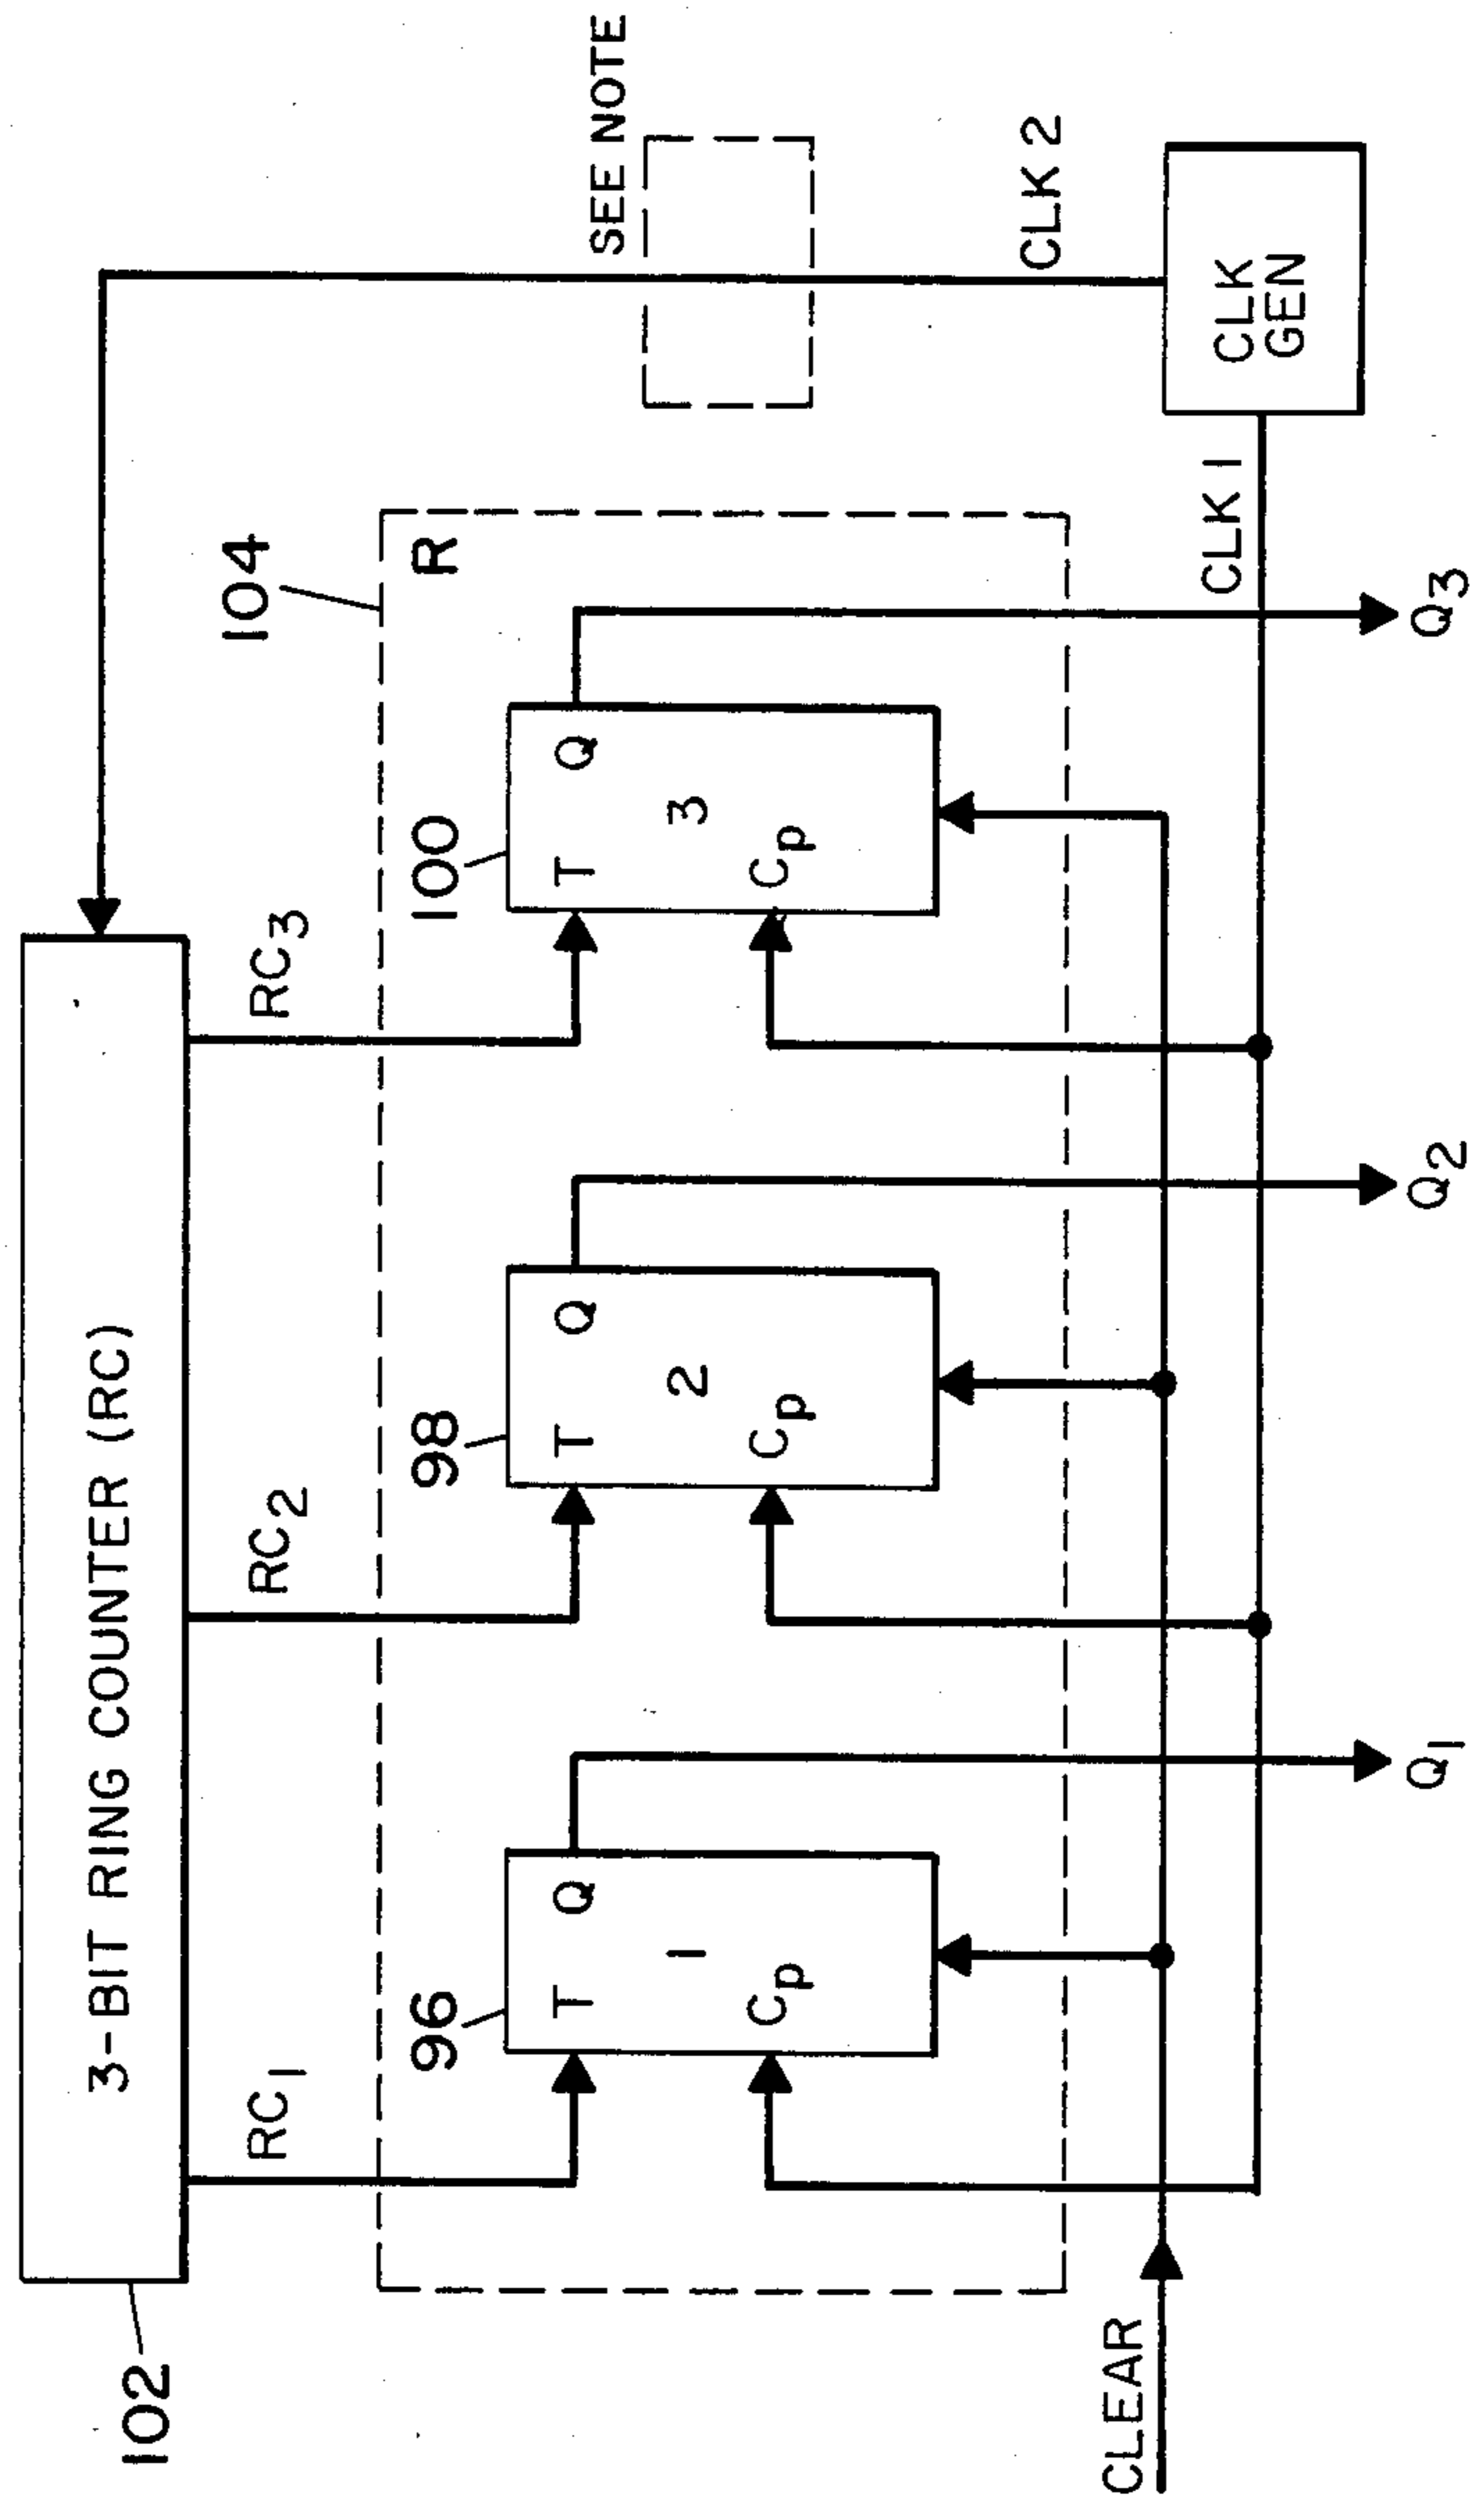 102
3-BIT RING COUNTER (RC)
RC1
RC2
RC3
104
R
96
98
100
T Q
1
Cp
T Q
2
Cp
T Q
3
Cp
SEE NOTE
CLK 2
CLEAR
CLK 1
CLK
GEN
Q1
Q2
Q3